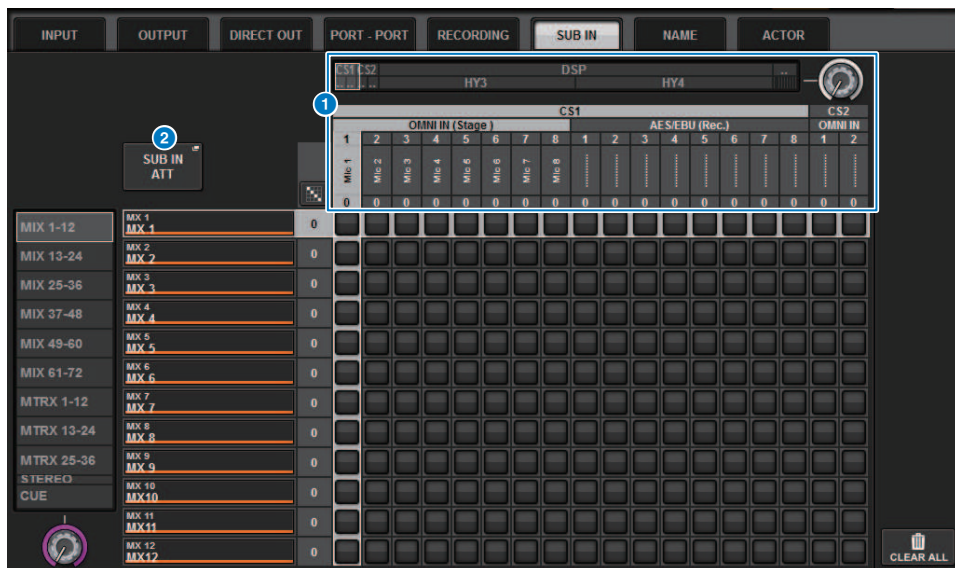 INPUT OUTPUT DIRECT OUT PORT - PORT RECORDING SUB IN NAME ACTOR
CS1 CS2 DSP ..
.. .. .. HY3 HY4
1
CS1 CS2
OMNI IN (Stage ) AES/EBU (Rec.) OMNI IN
1 2 3 4 5 6 7 8 1 2 3 4 5 6 7 8 1 2
Mic 1 Mic 2 Mic 3 Mic 4 Mic 5 Mic 6 Mic 7 Mic 8
0 0 0 0 0 0 0 0 0 0 0 0 0 0 0 0 0 0
2
SUB IN
ATT
MIX 1-12
MIX 13-24
MIX 25-36
MIX 37-48
MIX 49-60
MIX 61-72
MTRX 1-12
MTRX 13-24
MTRX 25-36
STEREO
CUE
MX 1
MX 1 0
MX 2
MX 2 0
MX 3
MX 3 0
MX 4
MX 4 0
MX 5
MX 5 0
MX 6
MX 6 0
MX 7
MX 7 0
MX 8
MX 8 0
MX 9
MX 9 0
MX 10
MX10 0
MX 11
MX11 0
MX 12
MX12 0
CLEAR ALL